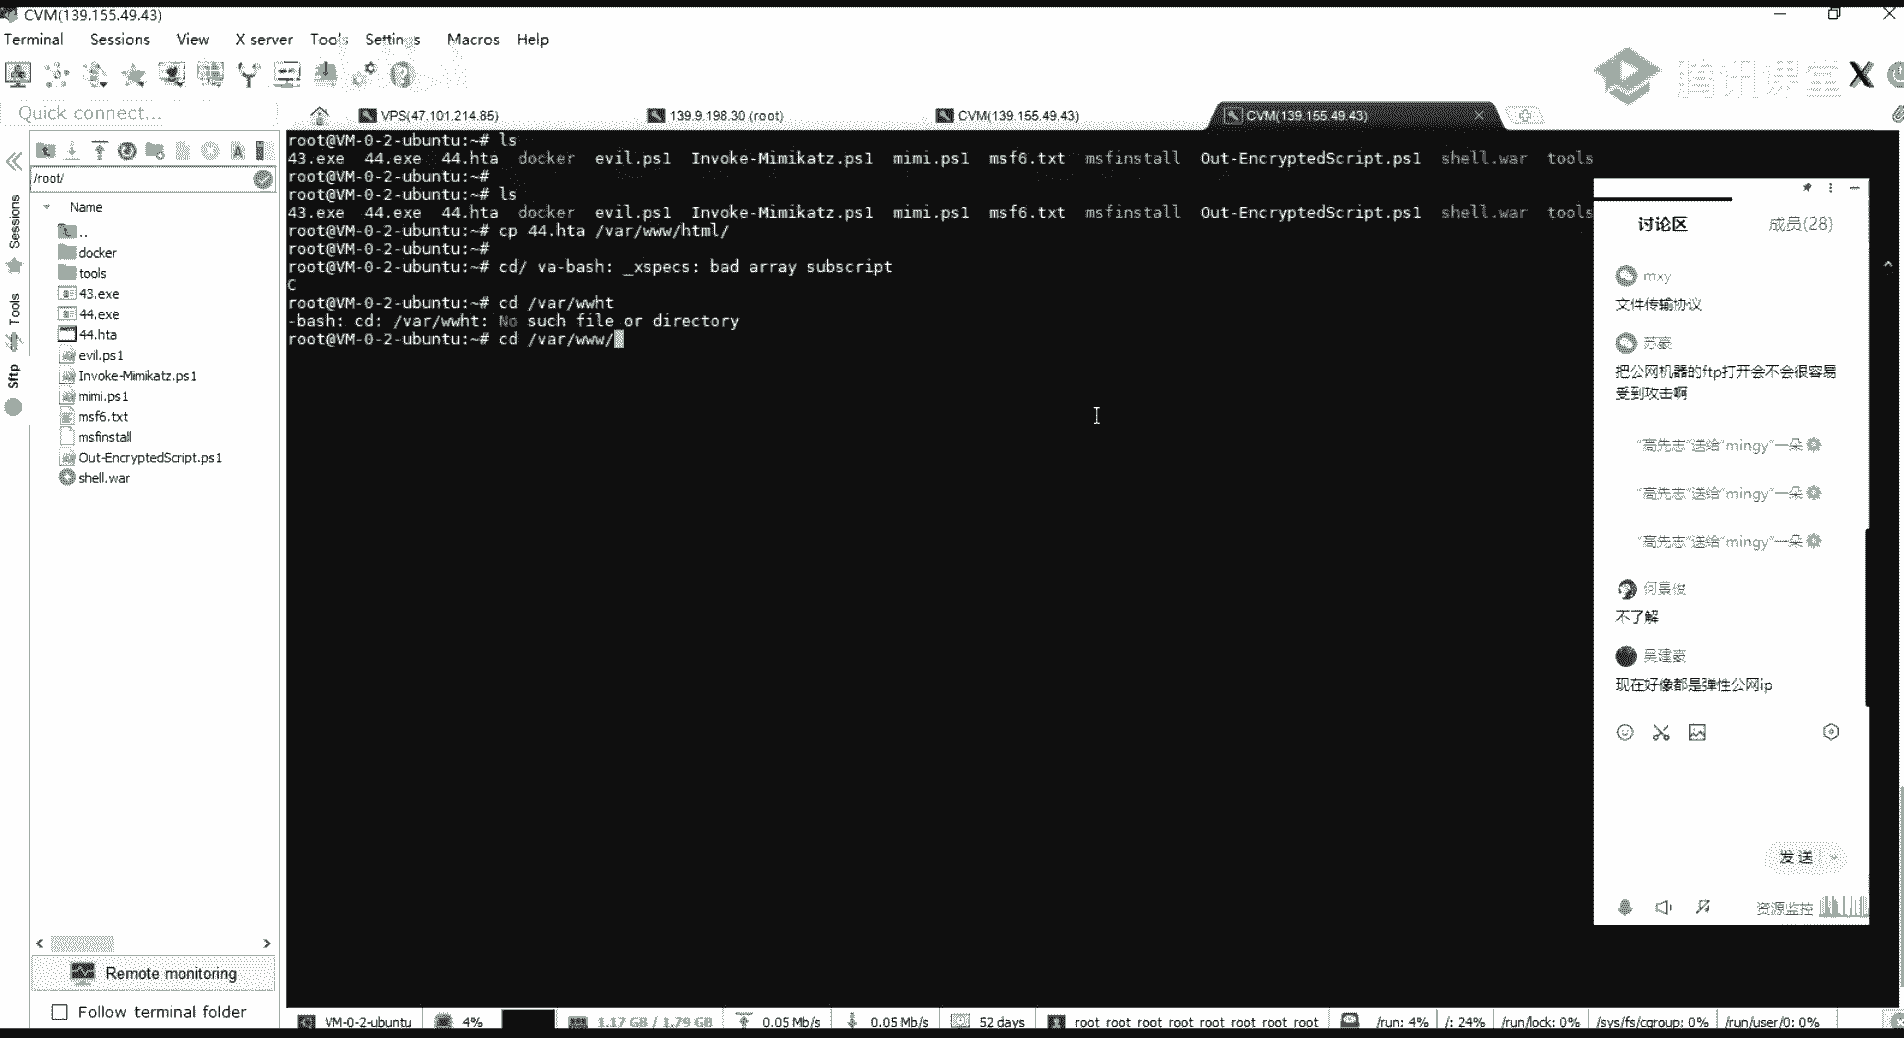 CVM(139.155.49.43)
Terminal Sessions View X server Tools Settings Macros Help
腾讯课堂
Quick connect...
VPS(47.101.214.85) 139.9.198.30 (root) CVM(139.155.49.43) CVM(139.155.49.43)
/root/
Name
..
docker
tools
43.exe
44.exe
44.hta
evil.ps1
Invoke-Mimikatz.ps1
mimi.ps1
msf6.txt
msfinstall
Out-EncryptedScript.ps1
shell.war
Sessions
Tools
Sftp
Remote monitoring
Follow terminal folder
root@VM-0-2-ubuntu:~# ls
43.exe 44.exe 44.hta docker evil.ps1 Invoke-Mimikatz.ps1 mimi.ps1 msf6.txt msfinstall Out-EncryptedScript.ps1 shell.war tools
root@VM-0-2-ubuntu:~#
root@VM-0-2-ubuntu:~# ls
43.exe 44.exe 44.hta docker evil.ps1 Invoke-Mimikatz.ps1 mimi.ps1 msf6.txt msfinstall Out-EncryptedScript.ps1 shell.war tools
root@VM-0-2-ubuntu:~# cp 44.hta /var/www/html/
root@VM-0-2-ubuntu:~#
root@VM-0-2-ubuntu:~# cd/ va-bash: _xspecs: bad array subscript
C
root@VM-0-2-ubuntu:~# cd /var/wwht
-bash: cd: /var/wwht: No such file or directory
root@VM-0-2-ubuntu:~# cd /var/www/
讨论区 成员(28)
mxy
文件传输协议
苏豪
把公网机器的ftp打开会不会很容易
受到攻击啊
"高先志"送给"mingy"一朵
"高先志"送给"mingy"一朵
"高先志"送给"mingy"一朵
何景俊
不了解
吴建豪
现在好像都是弹性公网ip
发送
资源监控
VM-0-2-ubuntu 4% 1.17 GB / 1.79 GB 0.05 Mb/s 0.05 Mb/s 52 days root root root root root root root root /run: 4% /: 24% /run/lock: 0% /sys/fs/cgroup: 0% /run/user/0: 0%